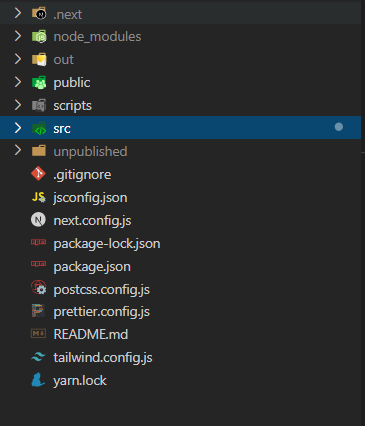 .next
node_modules
out
public
scripts
src
unpublished
.gitignore
jsconfig.json
next.config.js
package-lock.json
package.json
postcss.config.js
prettier.config.js
README.md
tailwind.config.js
yarn.lock